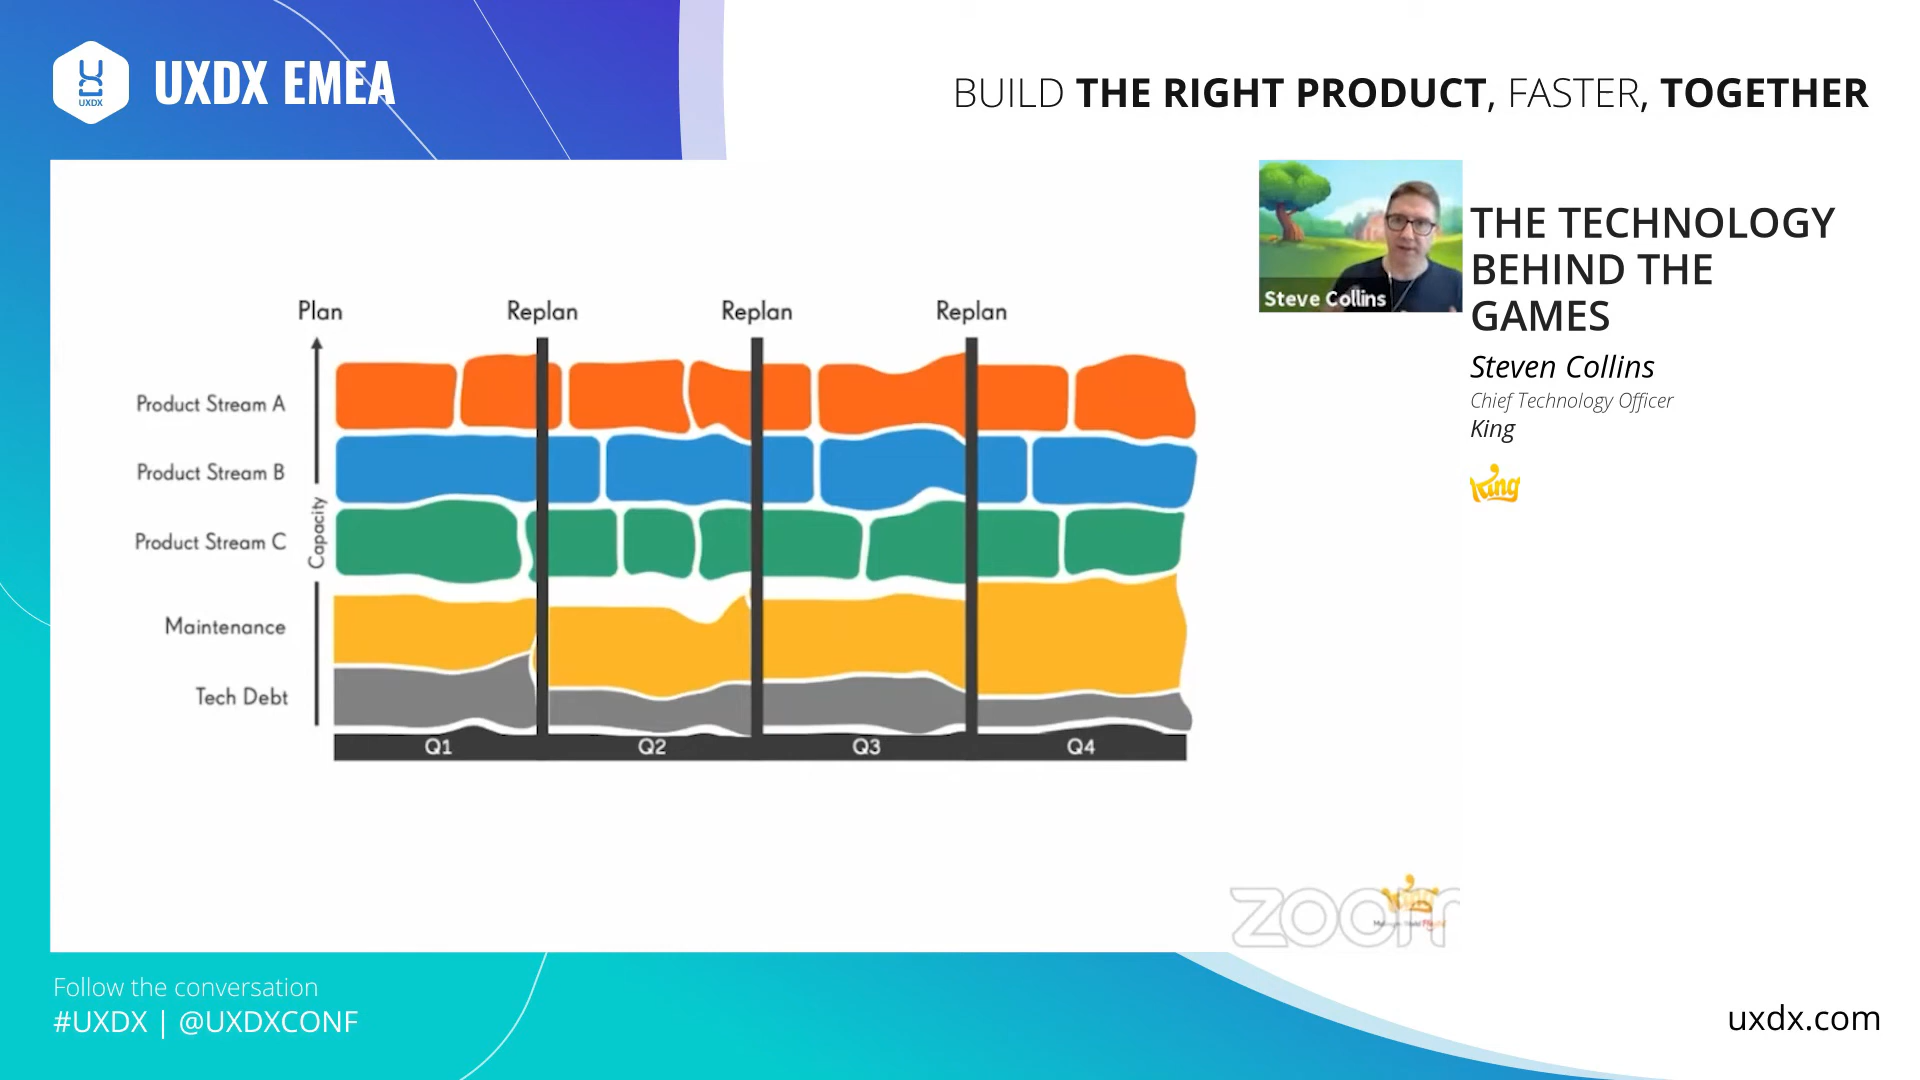 UXDX
UXDX EMEA
BUILD THE RIGHT PRODUCT, FASTER, TOGETHER
Steve Collins
THE TECHNOLOGY
BEHIND THE
GAMES
Steven Collins
Chief Technology Officer
King
King
Plan
Replan
Replan
Replan
Product Stream A
Product Stream B
Product Stream C
Maintenance
Tech Debt
Capacity
Q1
Q2
Q3
Q4
zoom
Follow the conversation
#UXDX | @UXDXCONF
uxdx.com